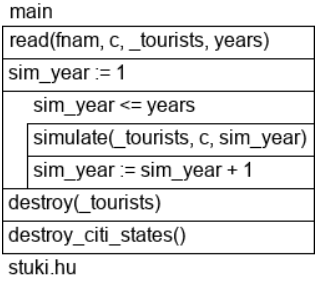 main
read(fnam, c, _tourists, years)
sim_year := 1
sim_year <= years
simulate(_tourists, c, sim_year)
sim_year := sim_year + 1
destroy(_tourists)
destroy_citi_states()
stuki.hu